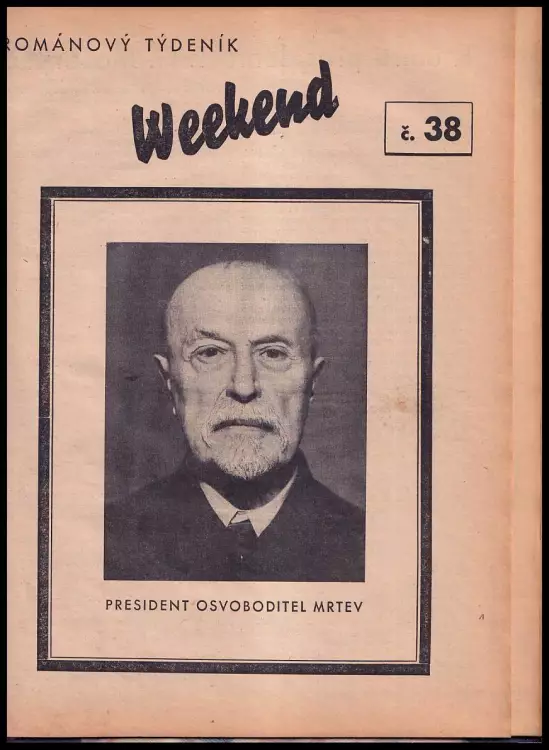 ROMÁNOVÝ TÝDENÍK
Weekend
č. 38
PRESIDENT OSVOBODITEL MRTEV